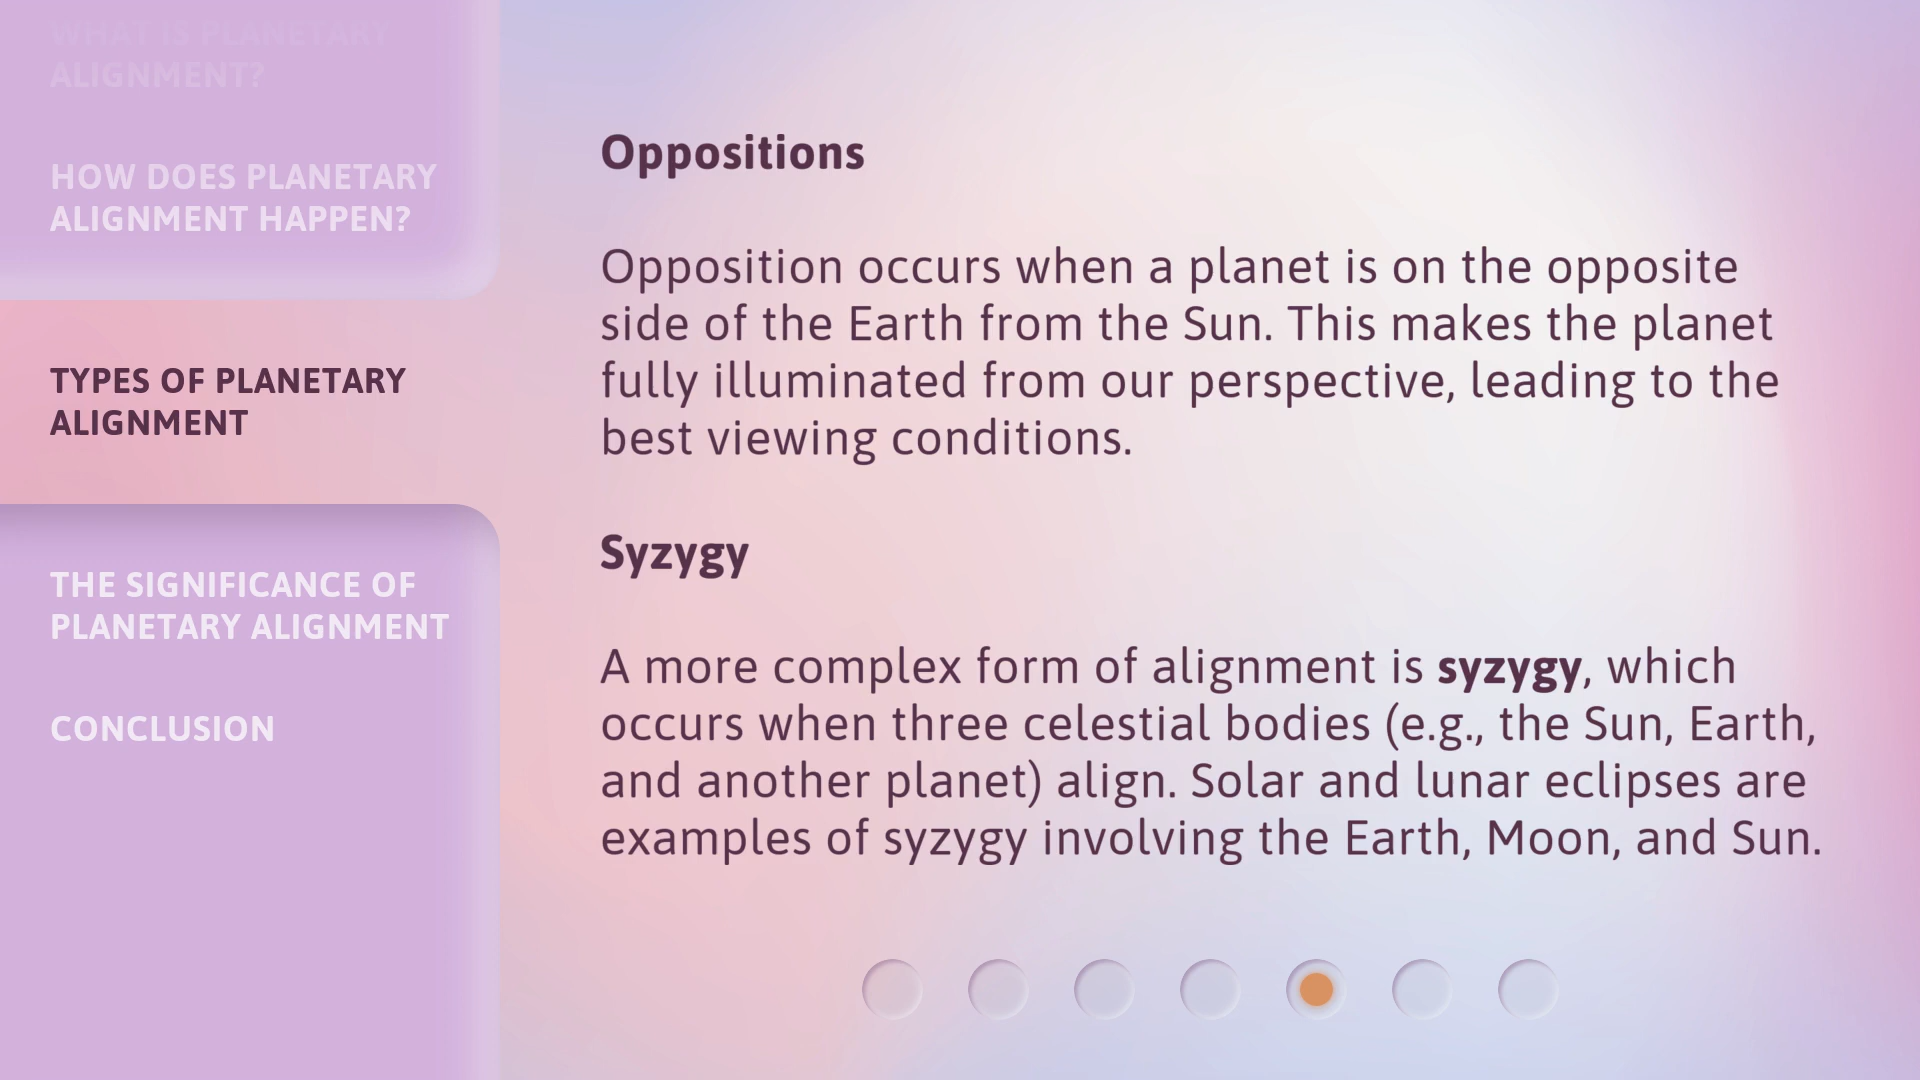 WHAT IS PLANETARY
ALIGNMENT?
HOW DOES PLANETARY
ALIGNMENT HAPPEN?
TYPES OF PLANETARY
ALIGNMENT
THE SIGNIFICANCE OF
PLANETARY ALIGNMENT
CONCLUSION
Oppositions
Opposition occurs when a planet is on the opposite
side of the Earth from the Sun. This makes the planet
fully illuminated from our perspective, leading to the
best viewing conditions.
Syzygy
A more complex form of alignment is syzygy, which
occurs when three celestial bodies (e.g., the Sun, Earth,
and another planet) align. Solar and lunar eclipses are
examples of syzygy involving the Earth, Moon, and Sun.